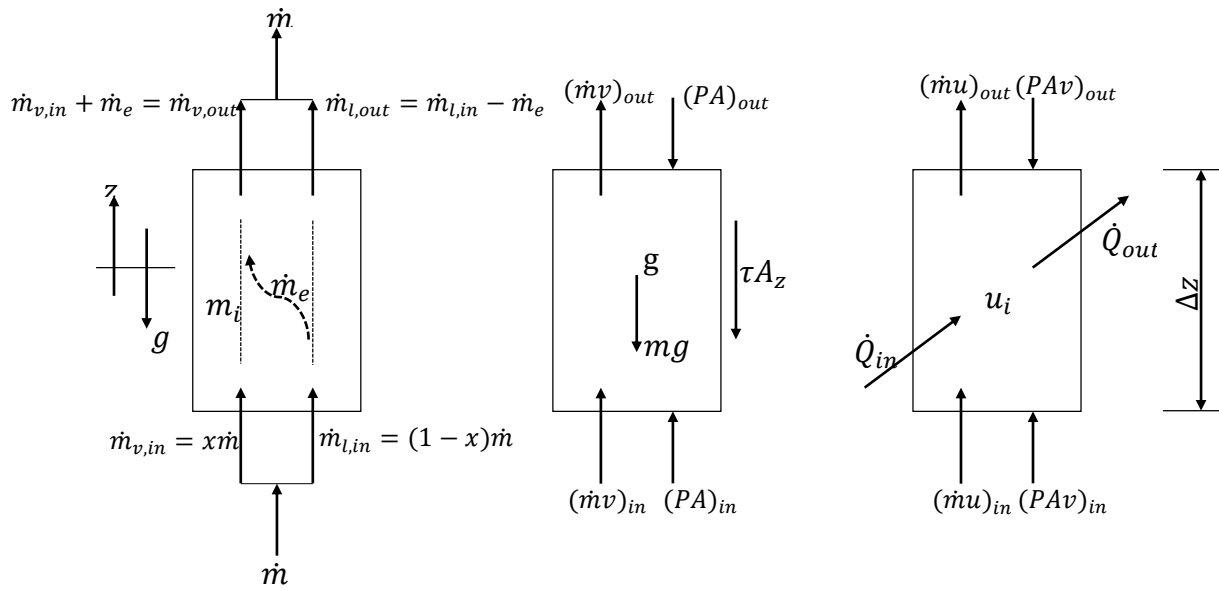 ṁ
ṁ_{v,in} + ṁ_e = ṁ_{v,out}
ṁ_{l,out} = ṁ_{l,in} − ṁ_e
z
g
m_i
ṁ_e
ṁ_{v,in} = xṁ
ṁ_{l,in} = (1 − x)ṁ
ṁ
(ṁv)_{out}
(PA)_{out}
g
mg
τA_z
(ṁv)_{in}
(PA)_{in}
(ṁu)_{out}
(PAv)_{out}
Q̇_{out}
u_i
Q̇_{in}
Δz
(ṁu)_{in}
(PAv)_{in}